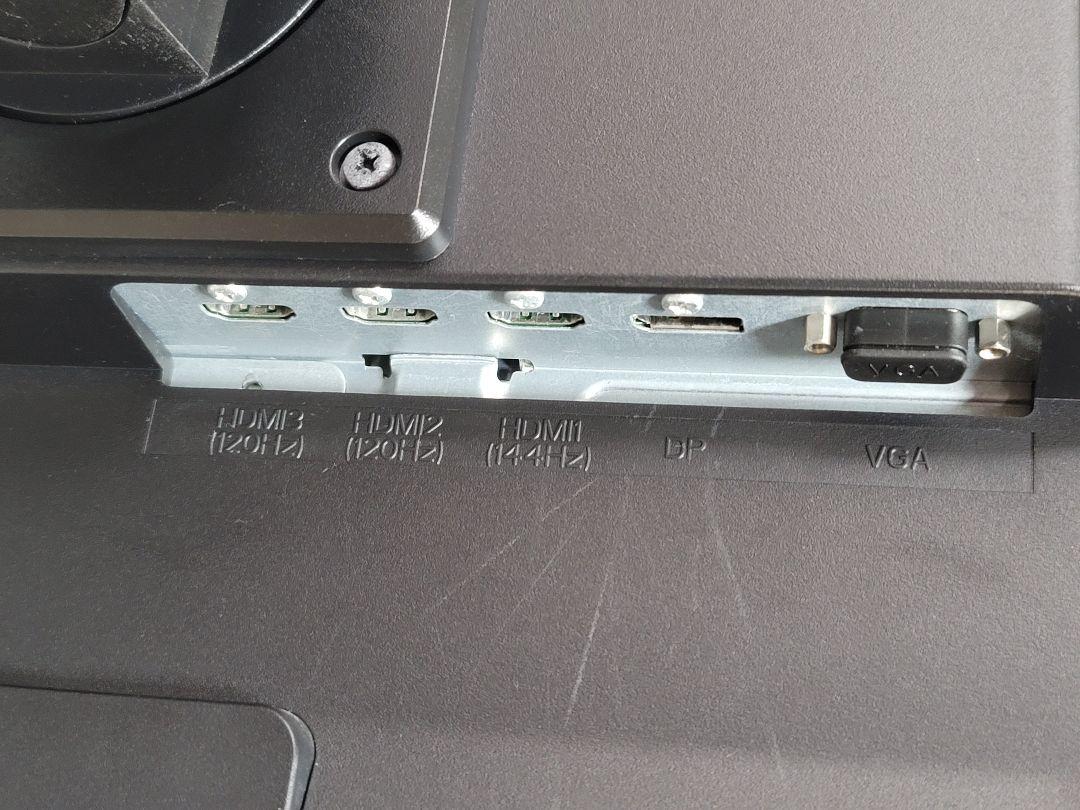 VGA
HDMI3
(120Hz)
HDMI2
(120Hz)
HDMI1
(144Hz)
DP
VGA